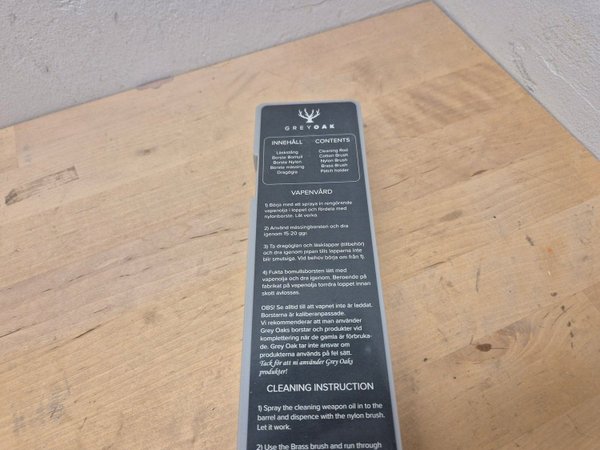 GREYOAK
INNEHÅLL
Läskstång
Borste Bomull
Borste Nylon
Borste mässing
Dragögla
CONTENTS
Cleaning Rod
Cotton Brush
Nylon Brush
Brass Brush
Patch holder
VAPENVÅRD
1) Börja med att spraya in rengörande
vapenolja i loppet och fördela med
nylonborste. Låt verka
2) Använd mässingborsten och dra
igenom 15-20 ggr.
3) Ta dragöglan och läsklappar (tillbehör)
och dra igenom pipan tills lapparna inte
blir smutsiga. Vid behov börja om från 1).
4) Fukta bomullsborsten lätt med
vapenolja och dra igenom. Beroende på
fabrikat på vapenolja torrdra loppet innan
skott avlossas.
OBS! Se alltid till att vapnet inte är laddat.
Borstarna är kaliberanpassade.
Vi rekommenderar att man använder
Grey Oaks borstar och produkter vid
komplettering när de gamla är förbruka-
de. Grey Oak tar inte ansvar om
produkterna används på fel sätt.
Tack för att ni använder Grey Oaks
produkter!
CLEANING INSTRUCTION
1) Spray the cleaning weapon oil in to the
barrel and dispence with the nylon brush.
Let it work.
2) Use the Brass brush and run through